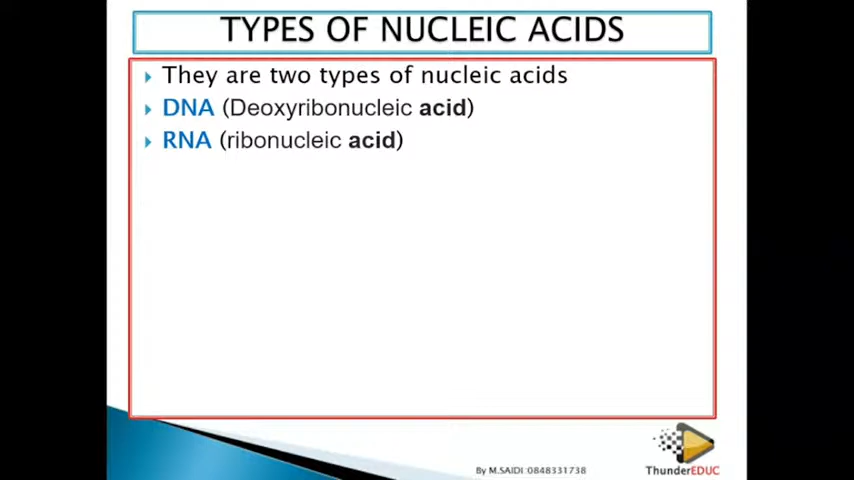 TYPES OF NUCLEIC ACIDS
They are two types of nucleic acids
DNA (Deoxyribonucleic acid)
RNA (ribonucleic acid)
By M.SAIDI:0848331738
ThunderEDUC